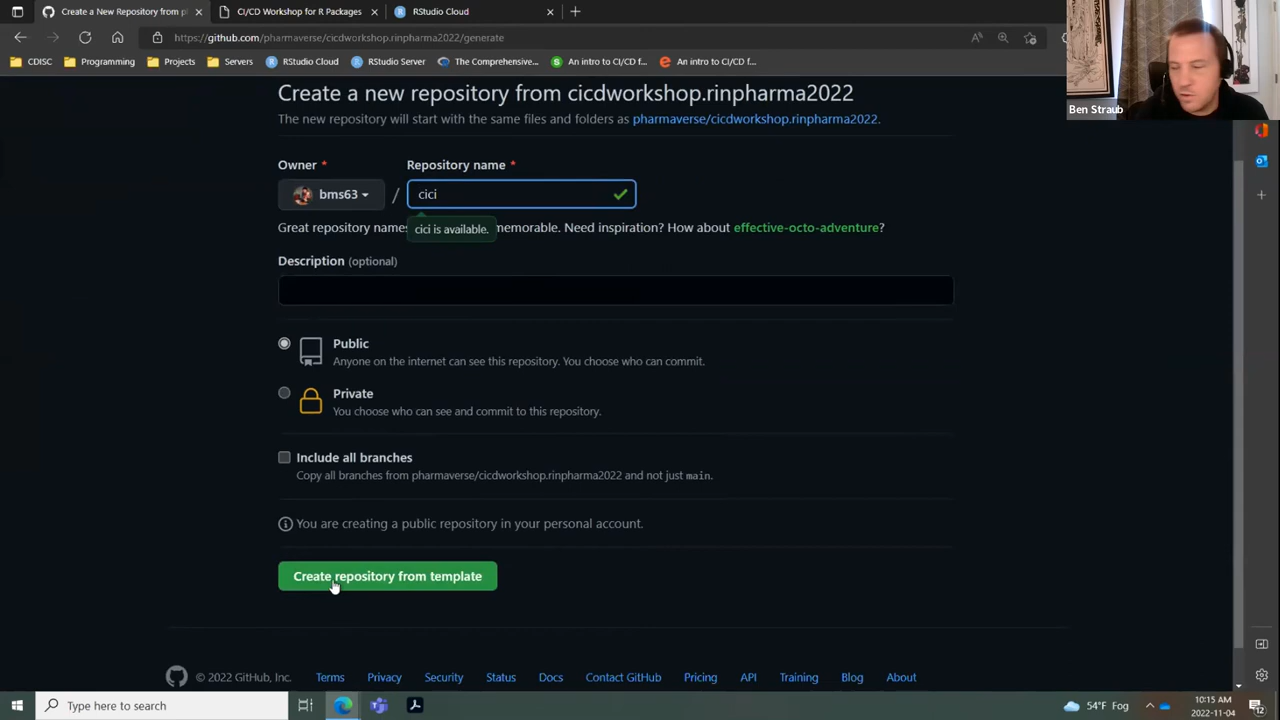 Create a New Repository from p
CI/CD Workshop for R Packages
RStudio Cloud
https://github.com/pharmaverse/cicdworkshop.rinpharma2022/generate
CDISC
Programming
Projects
Servers
RStudio Cloud
RStudio Server
The Comprehensive...
An intro to CI/CD f...
An intro to CI/CD f...
Ben Straub
Create a new repository from cicdworkshop.rinpharma2022
The new repository will start with the same files and folders as pharmaverse/cicdworkshop.rinpharma2022.
Owner *
Repository name *
bms63 / cici
Great repository names
cici is available.
memorable. Need inspiration? How about effective-octo-adventure?
Description (optional)
Public
Anyone on the internet can see this repository. You choose who can commit.
Private
You choose who can see and commit to this repository.
Include all branches
Copy all branches from pharmaverse/cicdworkshop.rinpharma2022 and not just main.
You are creating a public repository in your personal account.
Create repository from template
© 2022 GitHub, Inc.
Terms
Privacy
Security
Status
Docs
Contact GitHub
Pricing
API
Training
Blog
About
Type here to search
54°F Fog
10:15 AM
2022-11-04
12